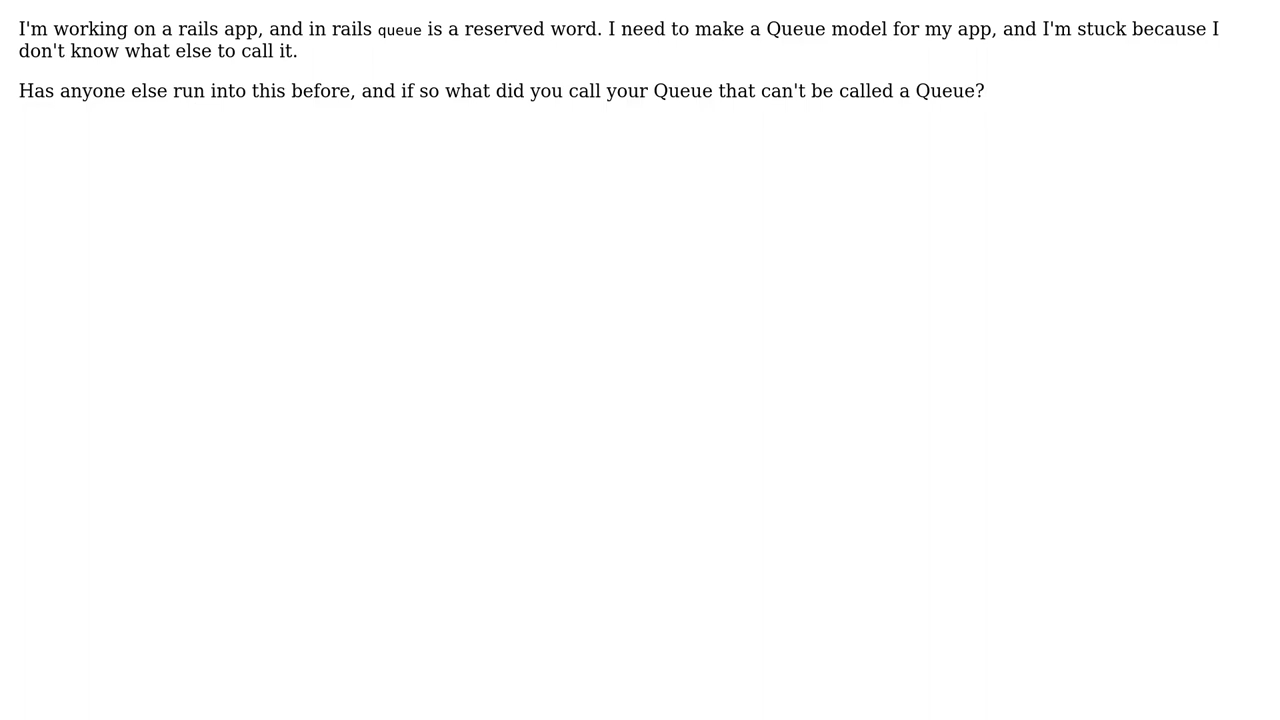 I'm working on a rails app, and in rails queue is a reserved word. I need to make a Queue model for my app, and I'm stuck because I
don't know what else to call it.
Has anyone else run into this before, and if so what did you call your Queue that can't be called a Queue?